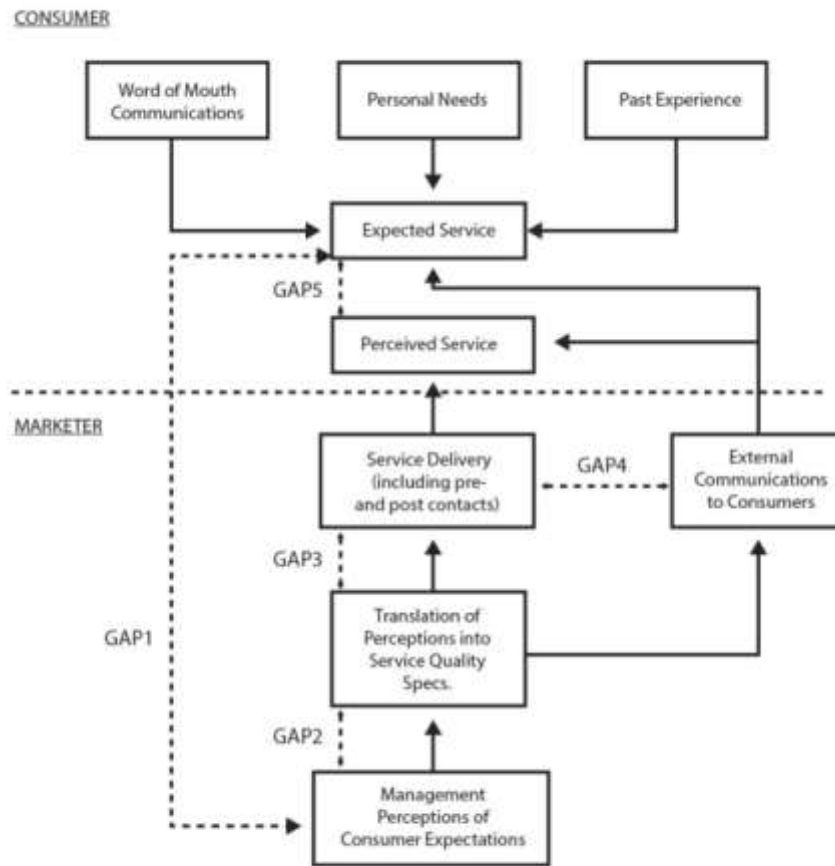 CONSUMER
Word of Mouth
Communications
Personal Needs
Past Experience
Expected Service
GAP5
Perceived Service
MARKETER
Service Delivery
(including pre-
and post contacts)
GAP4
External
Communications
to Consumers
GAP3
Translation of
Perceptions into
Service Quality
Specs.
GAP1
GAP2
Management
Perceptions of
Consumer Expectations